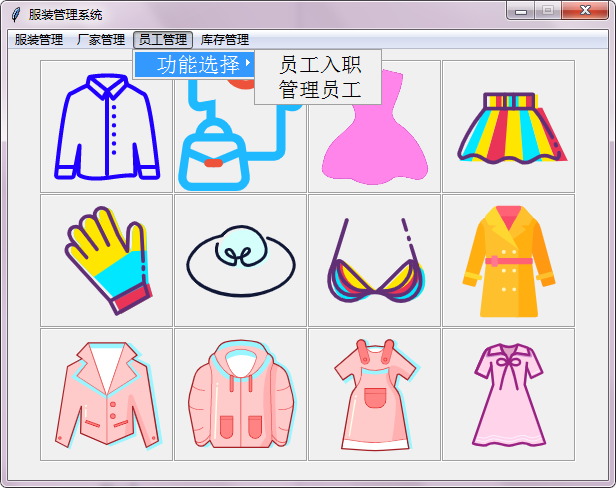 服装管理系统
服装管理 厂家管理 员工管理 库存管理
功能选择 员工入职
管理员工